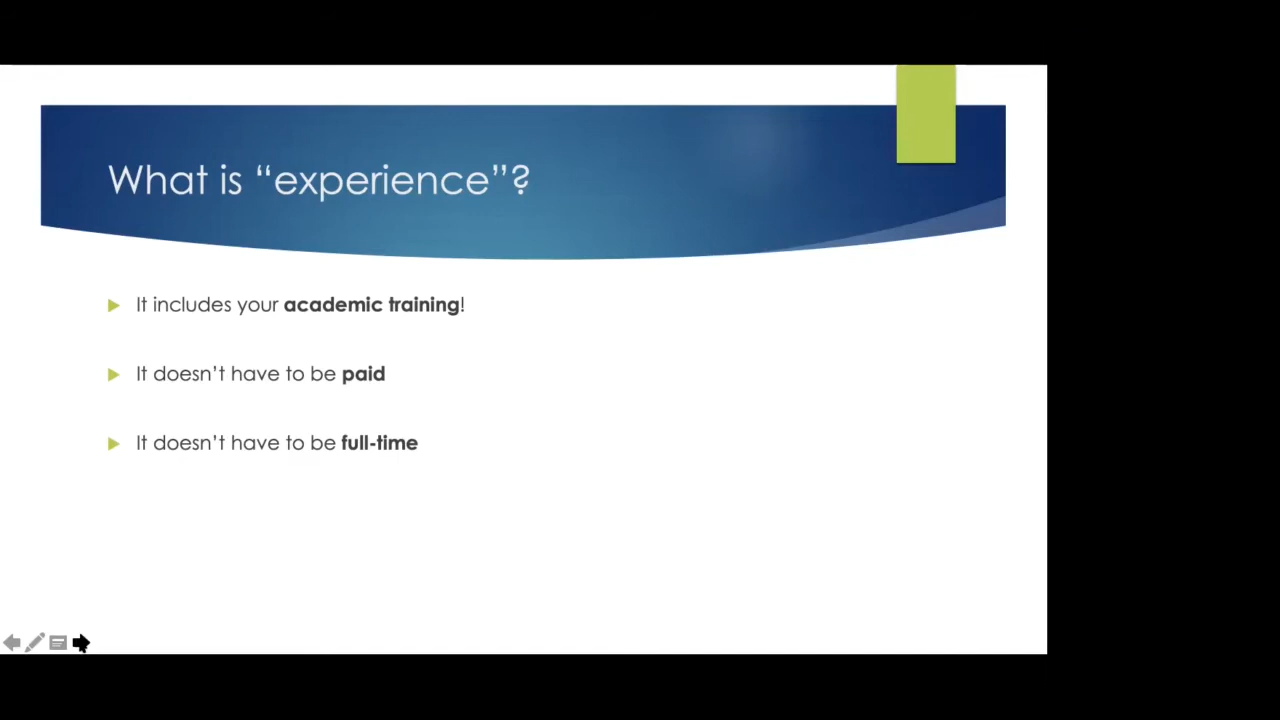 What is “experience”?
It includes your academic training!
It doesn’t have to be paid
It doesn’t have to be full-time